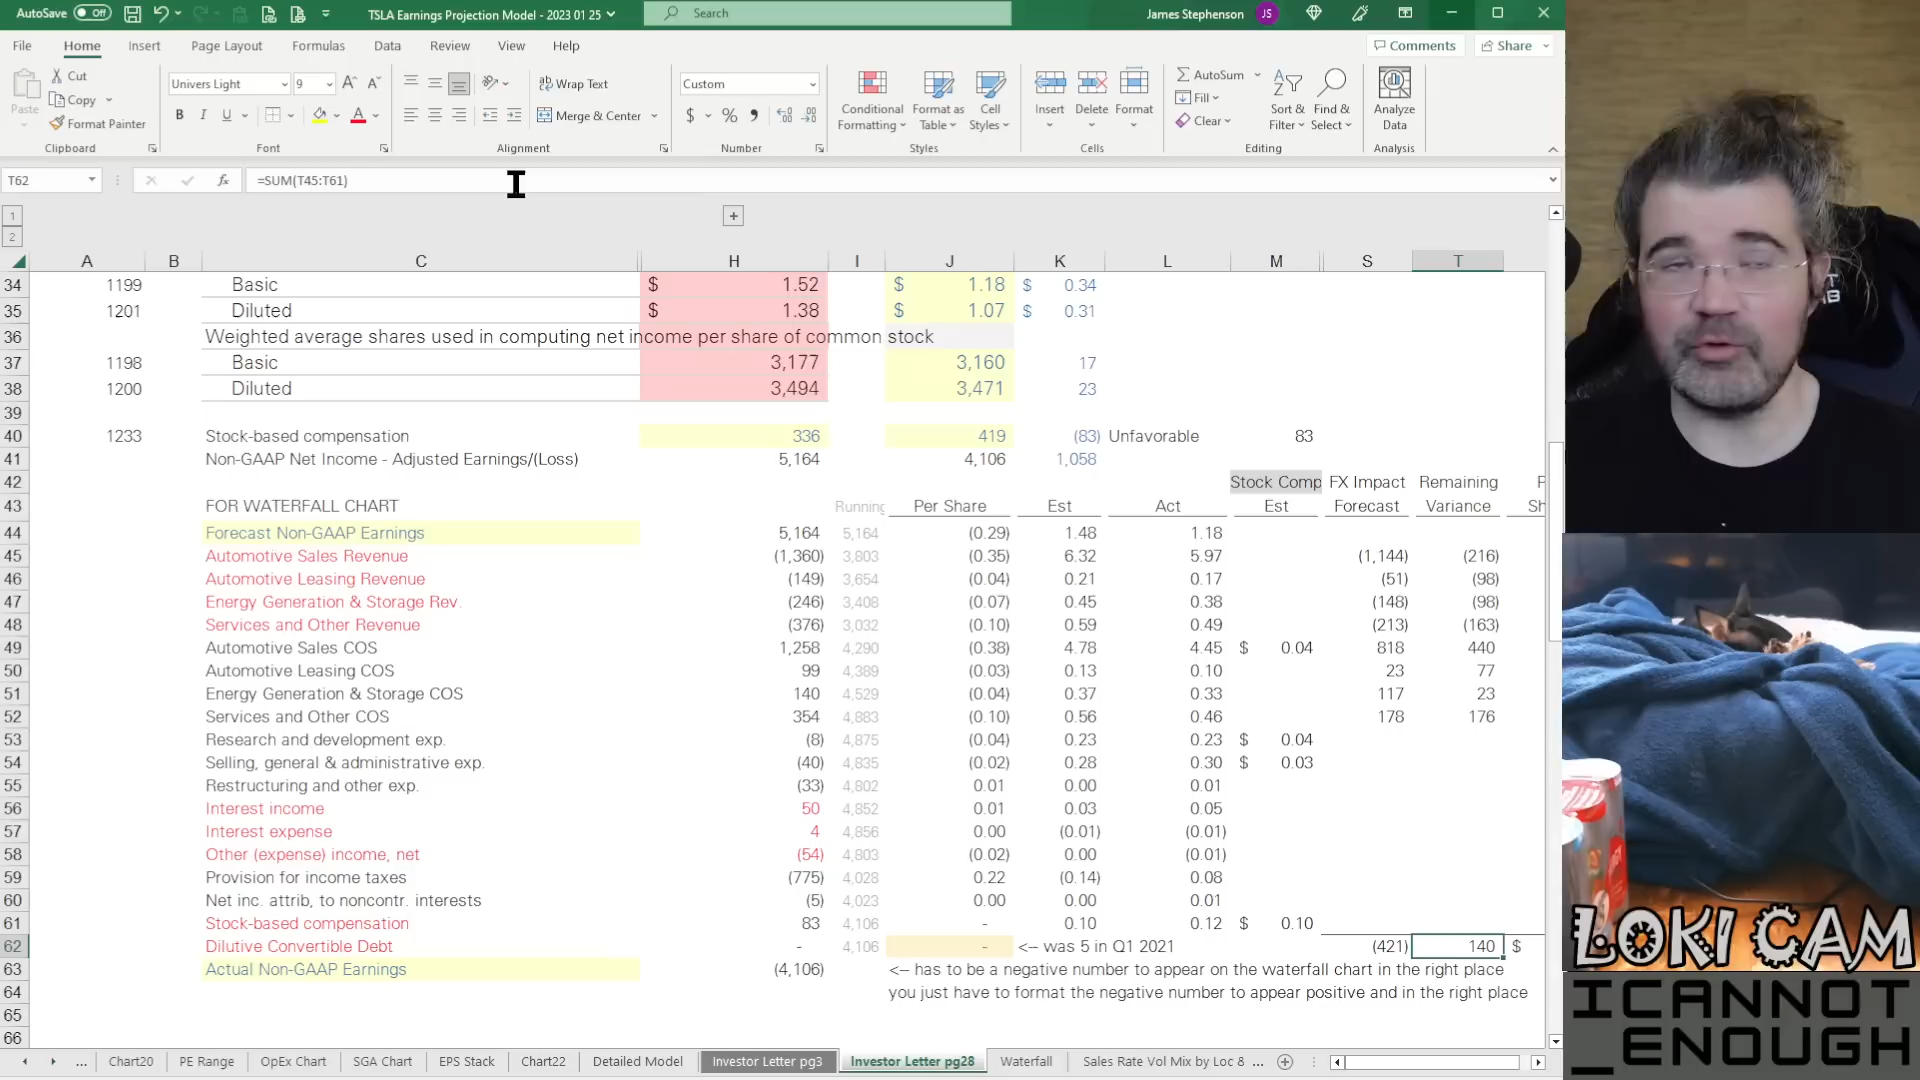 AutoSave Off TSLA Earnings Projection Model - 2023 01 25 Search James Stephenson JS
File Home Insert Page Layout Formulas Data Review View Help Comments Share
Paste Cut Copy Format Painter Clipboard
Univers Light 9 B I U A Font
Wrap Text Merge & Center Alignment
Custom $ % Number
Conditional Formatting Format as Table Cell Styles Styles
Insert Delete Format Cells
AutoSum Fill Clear Sort & Filter Find & Select Editing
Analyze Data Analysis
T62 fx =SUM(T45:T61)
1
2
A B C H I J K L M S T
34 1199 Basic $ 1.52 $ 1.18 $ 0.34
35 1201 Diluted $ 1.38 $ 1.07 $ 0.31
36 Weighted average shares used in computing net income per share of common stock
37 1198 Basic 3,177 3,160 17
38 1200 Diluted 3,494 3,471 23
39
40 1233 Stock-based compensation 336 419 (83) Unfavorable 83
41 Non-GAAP Net Income - Adjusted Earnings/(Loss) 5,164 4,106 1,058
42 Stock Comp FX Impact Remaining
43 FOR WATERFALL CHART Running Per Share Est Act Est Forecast Variance
44 Forecast Non-GAAP Earnings 5,164 5,164 (0.29) 1.48 1.18
45 Automotive Sales Revenue (1,360) 3,803 (0.35) 6.32 5.97 (1,144) (216)
46 Automotive Leasing Revenue (149) 3,654 (0.04) 0.21 0.17 (51) (98)
47 Energy Generation & Storage Rev. (246) 3,408 (0.07) 0.45 0.38 (148) (98)
48 Services and Other Revenue (376) 3,032 (0.10) 0.59 0.49 (213) (163)
49 Automotive Sales COS 1,258 4,290 (0.38) 4.78 4.45 $ 0.04 818 440
50 Automotive Leasing COS 99 4,389 (0.03) 0.13 0.10 23 77
51 Energy Generation & Storage COS 140 4,529 (0.04) 0.37 0.33 117 23
52 Services and Other COS 354 4,883 (0.10) 0.56 0.46 178 176
53 Research and development exp. (8) 4,875 (0.04) 0.23 0.23 $ 0.04
54 Selling, general & administrative exp. (40) 4,835 (0.02) 0.28 0.30 $ 0.03
55 Restructuring and other exp. (33) 4,802 0.01 0.00 0.01
56 Interest income 50 4,852 0.01 0.03 0.05
57 Interest expense 4 4,856 0.00 (0.01) (0.01)
58 Other (expense) income, net (54) 4,803 (0.02) 0.00 (0.01)
59 Provision for income taxes (775) 4,028 0.22 (0.14) 0.08
60 Net inc. attrib, to noncontr. interests (5) 4,023 0.00 0.00 0.01
61 Stock-based compensation 83 4,106 - 0.10 0.12 $ 0.10
62 Dilutive Convertible Debt - 4,106 - <-- was 5 in Q1 2021 (421) 140 $
63 Actual Non-GAAP Earnings (4,106) <-- has to be a negative number to appear on the waterfall chart in the right place
64 you just have to format the negative number to appear positive and in the right place
65
66
... Chart20 PE Range OpEx Chart SGA Chart EPS Stack Chart22 Detailed Model Investor Letter pg3 Investor Letter pg28 Waterfall Sales Rate Vol Mix by Loc & ...
LOKI CAM
ICANNOT
_ENOUGH